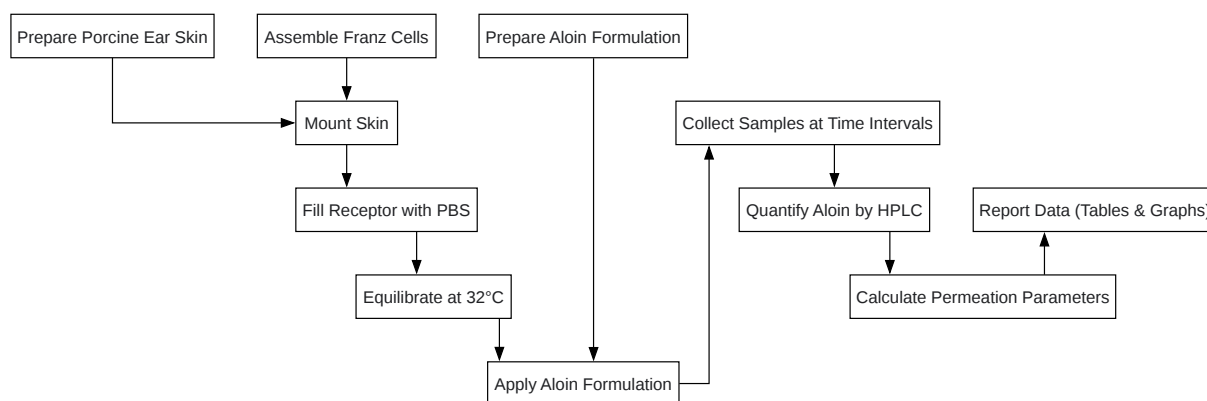 Prepare Porcine Ear Skin
Assemble Franz Cells
Prepare Aloin Formulation
Mount Skin
Collect Samples at Time Intervals
Fill Receptor with PBS
Quantify Aloin by HPLC
Report Data (Tables & Graphs)
Equilibrate at 32°C
Calculate Permeation Parameters
Apply Aloin Formulation